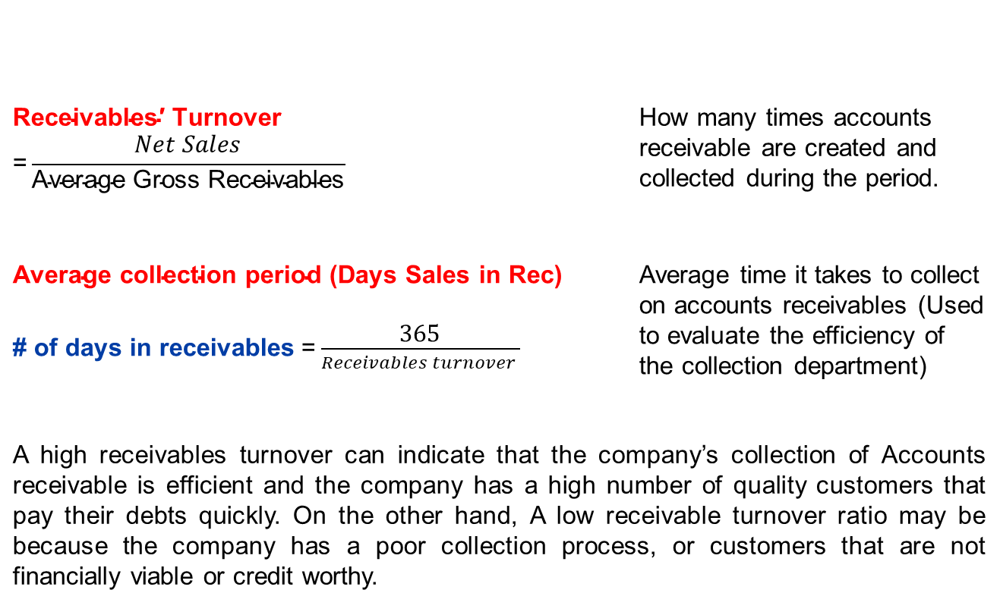 Receivables′ Turnover
How many times accounts
receivable are created and
collected during the period.
= Net Sales
Average Gross Receivables
Average collection period (Days Sales in Rec)
Average time it takes to collect
on accounts receivables (Used
to evaluate the efficiency of
the collection department)
# of days in receivables = 365
Receivables turnover
A high receivables turnover can indicate that the company’s collection of Accounts
receivable is efficient and the company has a high number of quality customers that
pay their debts quickly. On the other hand, A low receivable turnover ratio may be
because the company has a poor collection process, or customers that are not
financially viable or credit worthy.